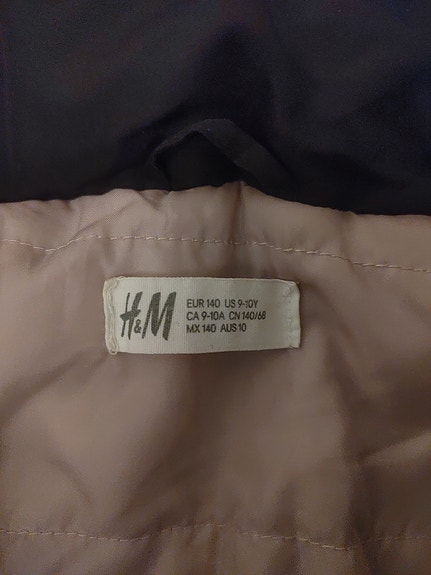 H&M
EUR 140 US 9-10Y
CA 9-10A CN 140/68
MX 140 AUS 10